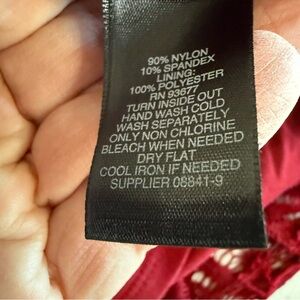 90% NYLON
10% SPANDEX
LINING:
100% POLYESTER
RN 93677
TURN INSIDE OUT
HAND WASH COLD
WASH SEPARATELY
ONLY NON CHLORINE
BLEACH WHEN NEEDED
DRY FLAT
COOL IRON IF NEEDED
SUPPLIER 08841-9